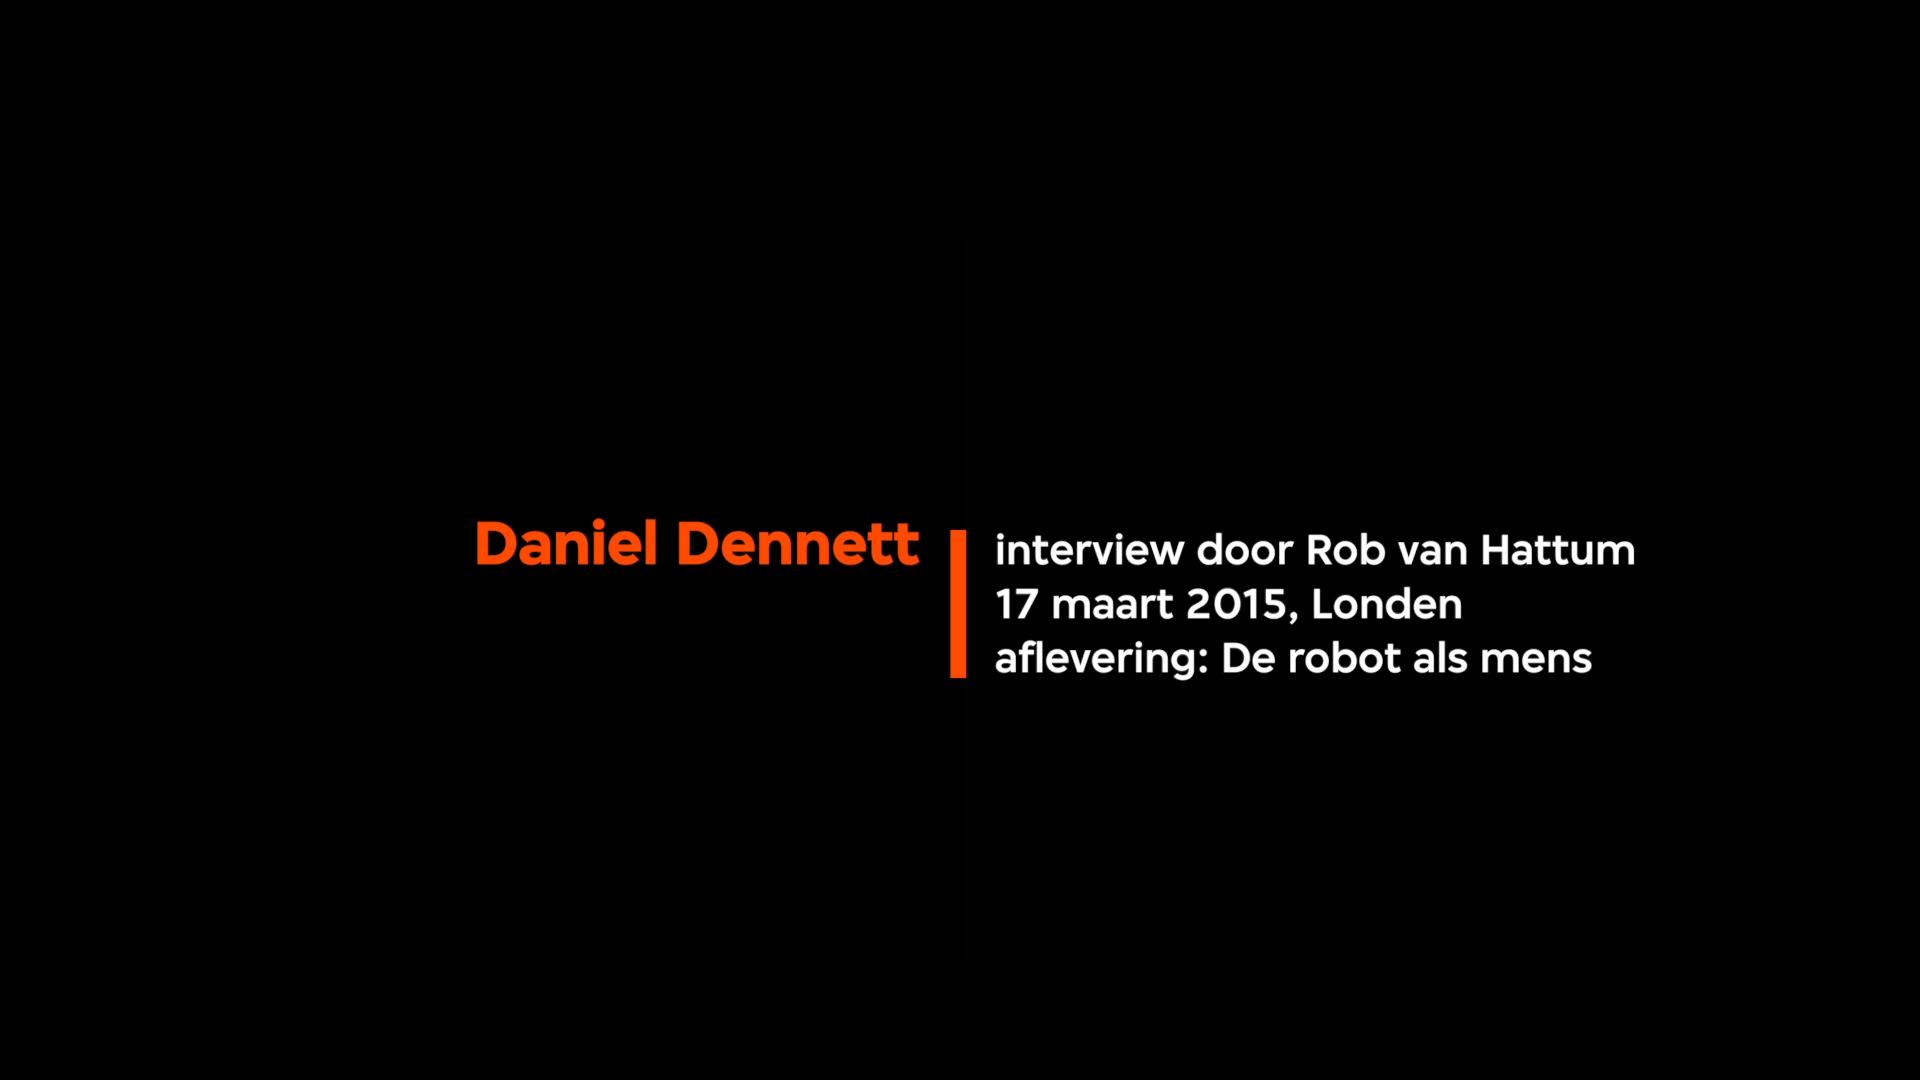 Daniel Dennett
interview door Rob van Hattum
17 maart 2015, Londen
aflevering: De robot als mens